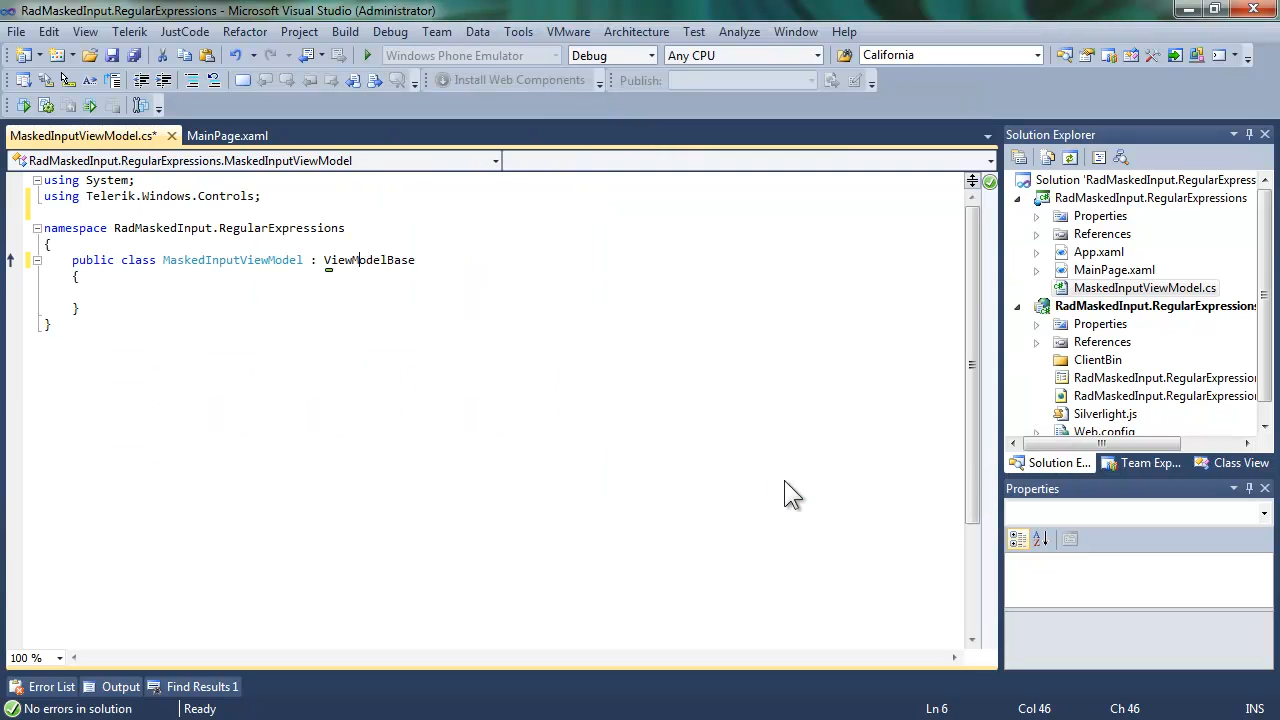 RadMaskedInput.RegularExpressions - Microsoft Visual Studio (Administrator)
File Edit View Telerik JustCode Refactor Project Build Debug Team Data Tools VMware Architecture Test Analyze Window Help
Windows Phone Emulator Debug Any CPU California
Install Web Components Publish:
MaskedInputViewModel.cs* MainPage.xaml
RadMaskedInput.RegularExpressions.MaskedInputViewModel
using System;
using Telerik.Windows.Controls;
namespace RadMaskedInput.RegularExpressions
{
public class MaskedInputViewModel : ViewModelBase
{
}
}
100 %
Solution Explorer
Solution 'RadMaskedInput.RegularExpress
RadMaskedInput.RegularExpressions
Properties
References
App.xaml
MainPage.xaml
MaskedInputViewModel.cs
RadMaskedInput.RegularExpressions
Properties
References
ClientBin
RadMaskedInput.RegularExpression
RadMaskedInput.RegularExpression
Silverlight.js
Web.config
Solution E... Team Exp... Class View
Properties
Error List Output Find Results 1
No errors in solution Ready Ln 6 Col 46 Ch 46 INS